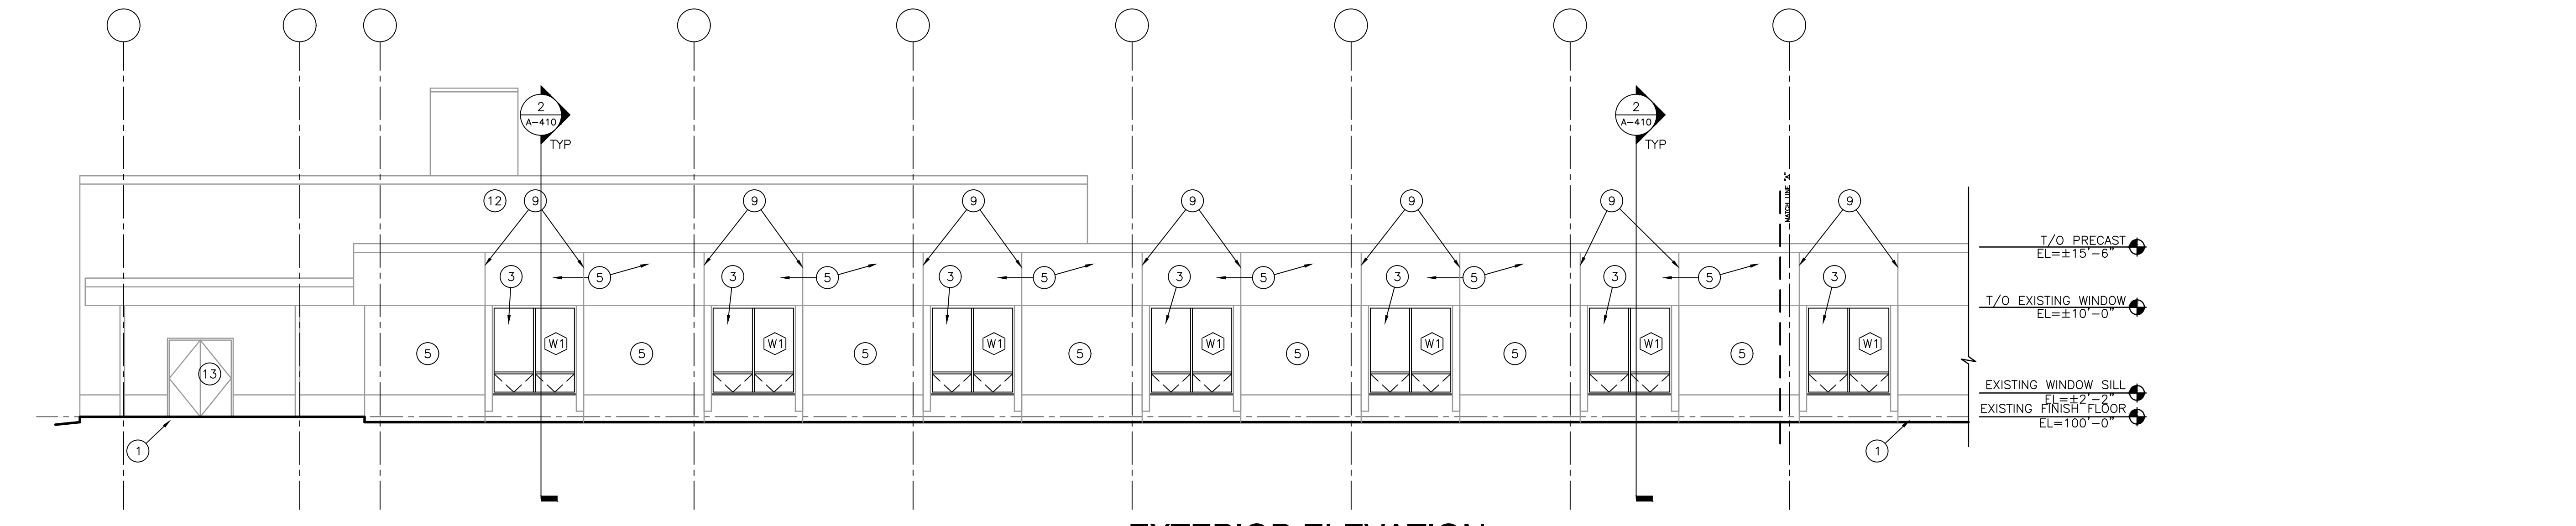 2
A-410
TYP
2
A-410
TYP
MATCH LINE "A"
12 9 9 9 9 9 9 9
T/O PRECAST
EL=±15'-6"
3 5 3 5 3 5 3 5 3 5 3 5 3
T/O EXISTING WINDOW
EL=±10'-0"
W1 W1 W1 W1 W1 W1 W1
5 5 5 5 5 5 5
13
EXISTING WINDOW SILL
EL=±2'-2"
EXISTING FINISH FLOOR
EL=100'-0"
1 1
EXTERIOR ELEVATION